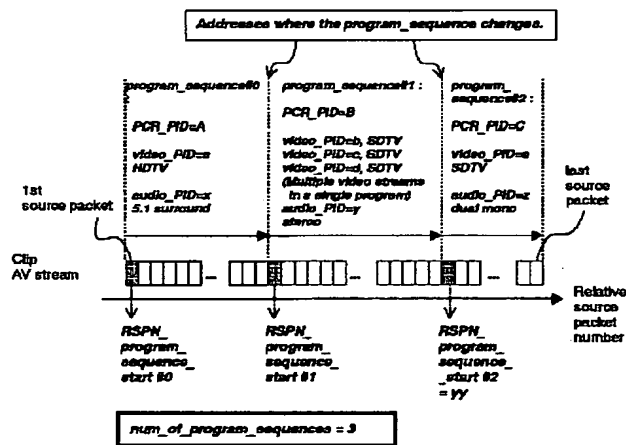 Addresses where the program_sequence changes.
program_sequence#0
PCR_PID=A
video_PID=a
HDTV
audio_PID=x
5.1 surround
program_sequence#1 :
PCR_PID=B
video_PID=b, SDTV
video_PID=c, SDTV
video_PID=d, SDTV
(Multiple video streams
in a single program)
audio_PID=y
stereo
program_
sequence#2 :
PCR_PID=C
video_PID=e
SDTV
audio_PID=z
dual mono
1st
source packet
last
source
packet
Clip
AV stream
...
...
...
Relative
source
packet
number
RSPN_
program_
sequence_
start #0
RSPN_
program_
sequence_
start #1
RSPN_
program_
sequence_
_start #2
= yy
num_of_program_sequences = 3